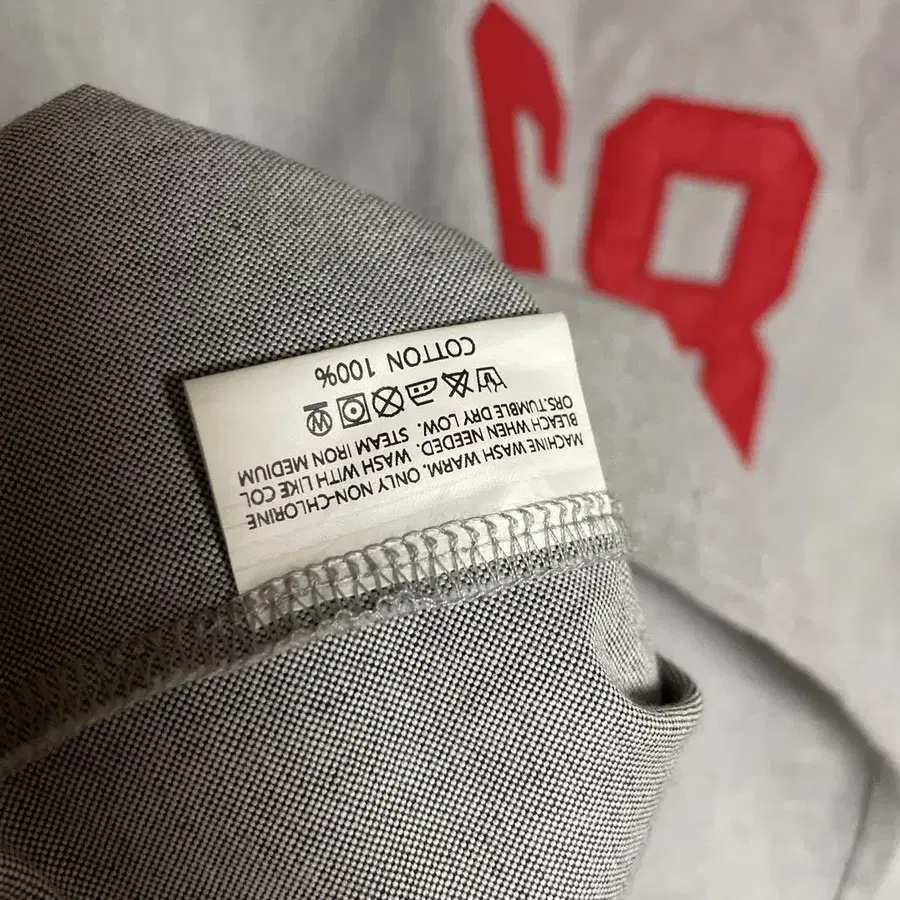 Q
MACHINE WASH WARM, ONLY NON-CHLORINE
BLEACH WHEN NEEDED. WASH WITH LIKE COL
ORS.TUMBLE DRY LOW. STEAM IRON MEDIUM
W
COTTON 100%